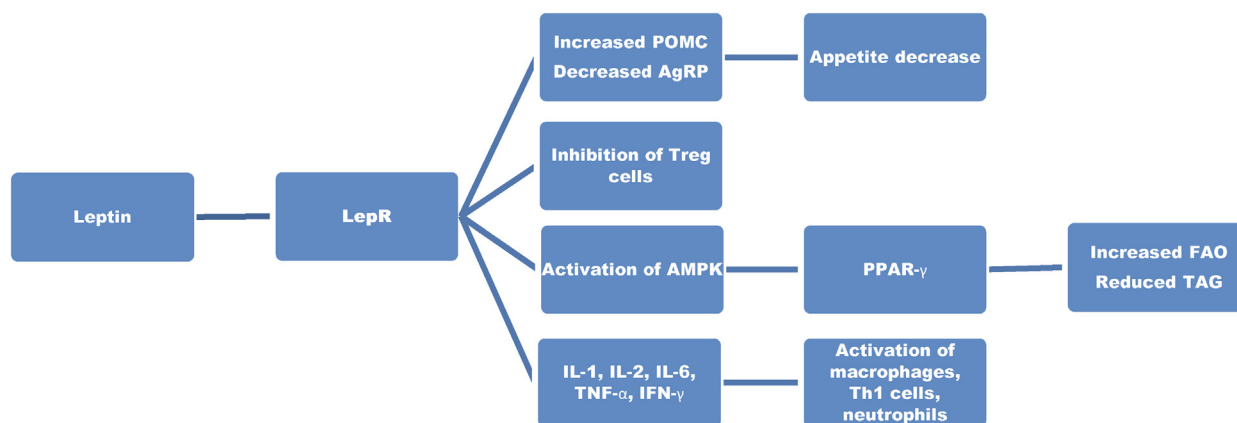 Leptin
LepR
Increased POMC
Decreased AgRP
Appetite decrease
Inhibition of Treg
cells
Activation of AMPK
PPAR-γ
Increased FAO
Reduced TAG
IL-1, IL-2, IL-6,
TNF-α, IFN-γ
Activation of
macrophages,
Th1 cells,
neutrophils